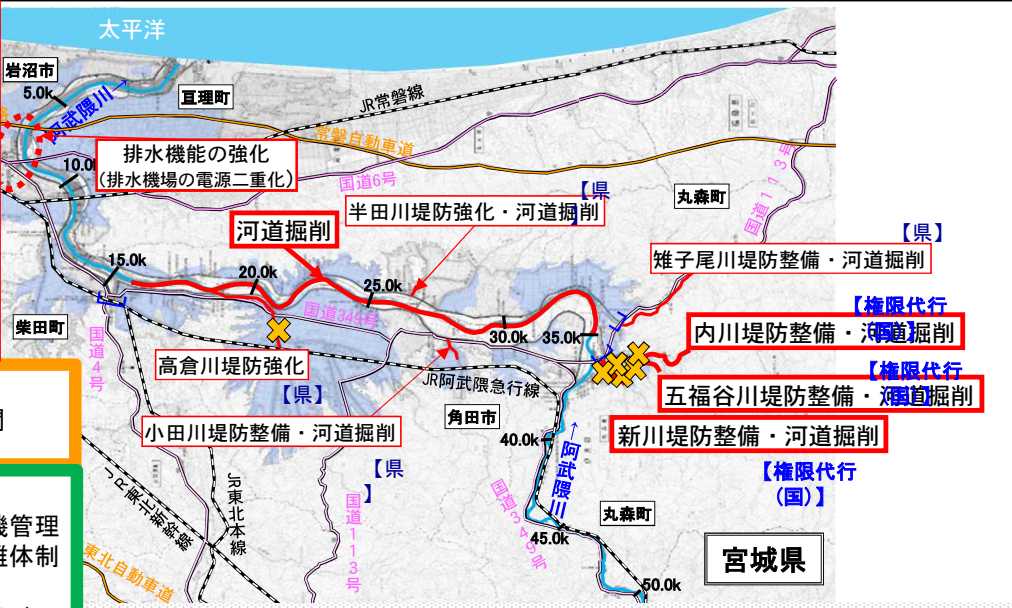 太平洋
岩沼市
5.0k
阿武隈川→
亘理町
JR常磐線
常磐自動車道
10.0k
排水機能の強化
(排水機場の電源二重化)
国道6号
【県】
半田川堤防強化・河道掘削
丸森町
国道113号
河道掘削
【県】
雉子尾川堤防整備・河道掘削
15.0k
20.0k
25.0k
国道349号
30.0k
35.0k
柴田町
国道4号
高倉川堤防強化
【県】
JR阿武隈急行線
【権限代行
(国)】
内川堤防整備・河道掘削
【権限代行
(国)】
五福谷川堤防整備・河道掘削
小田川堤防整備・河道掘削
【県
】
角田市
新川堤防整備・河道掘削
【権限代行
(国)】
40.0k
→阿武隈川
国道349号
45.0k
丸森町
50.0k
国道113号
JR東北本線
JR東北新幹線
東北自動車道
機管理
難体制
宮城県